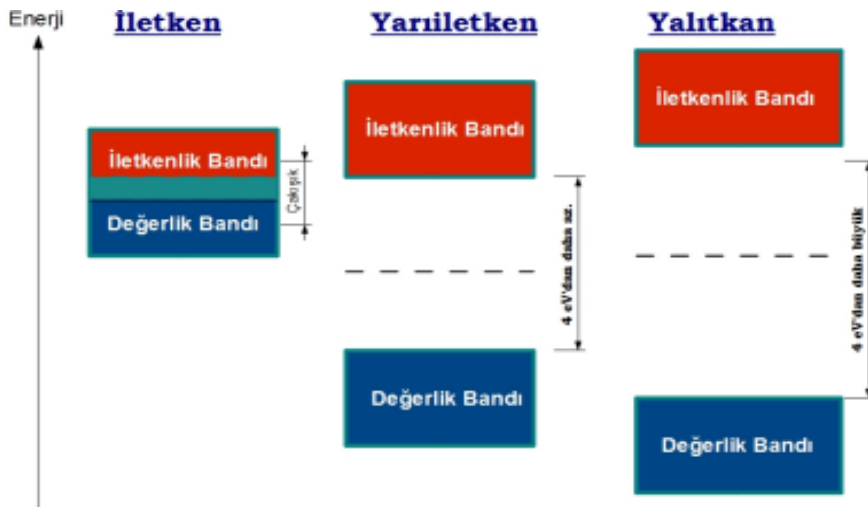 Enerji
İletken
Yarıiletken
Yalıtkan
İletkenlik Bandı
Değerlik Bandı
Çakışık
İletkenlik Bandı
4 eV'dan daha az.
Değerlik Bandı
İletkenlik Bandı
4 eV'dan daha büyük
Değerlik Bandı